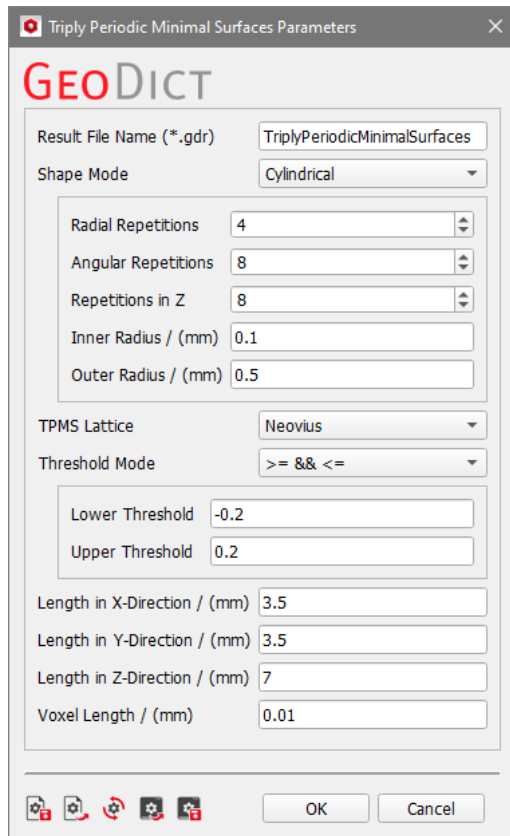 Triply Periodic Minimal Surfaces Parameters
GEODICT
Result File Name (*.gdr) TriplyPeriodicMinimalSurfaces
Shape Mode Cylindrical
Radial Repetitions 4
Angular Repetitions 8
Repetitions in Z 8
Inner Radius / (mm) 0.1
Outer Radius / (mm) 0.5
TPMS Lattice Neovius
Threshold Mode >= && <=
Lower Threshold -0.2
Upper Threshold 0.2
Length in X-Direction / (mm) 3.5
Length in Y-Direction / (mm) 3.5
Length in Z-Direction / (mm) 7
Voxel Length / (mm) 0.01
OK Cancel